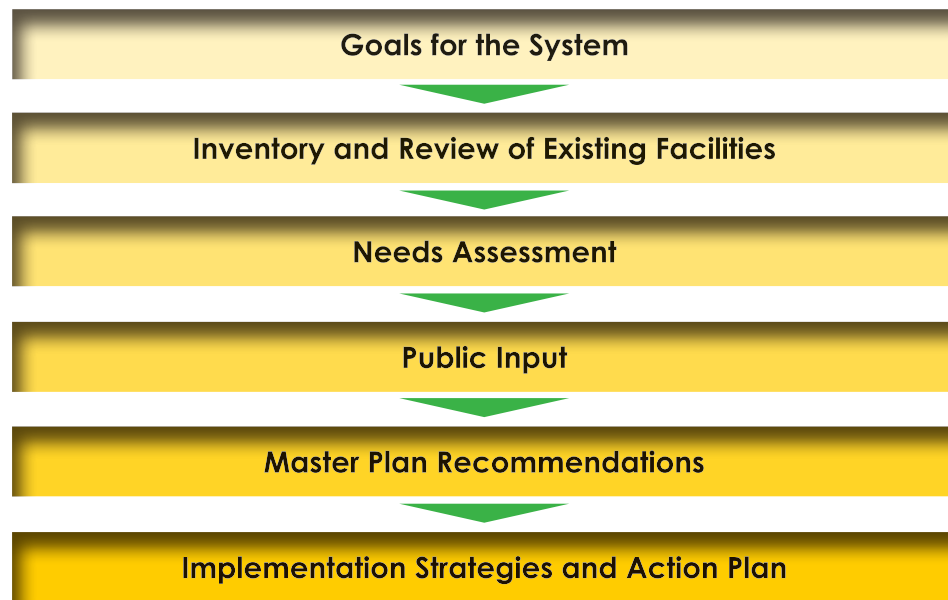 Goals for the System
Inventory and Review of Existing Facilities
Needs Assessment
Public Input
Master Plan Recommendations
Implementation Strategies and Action Plan